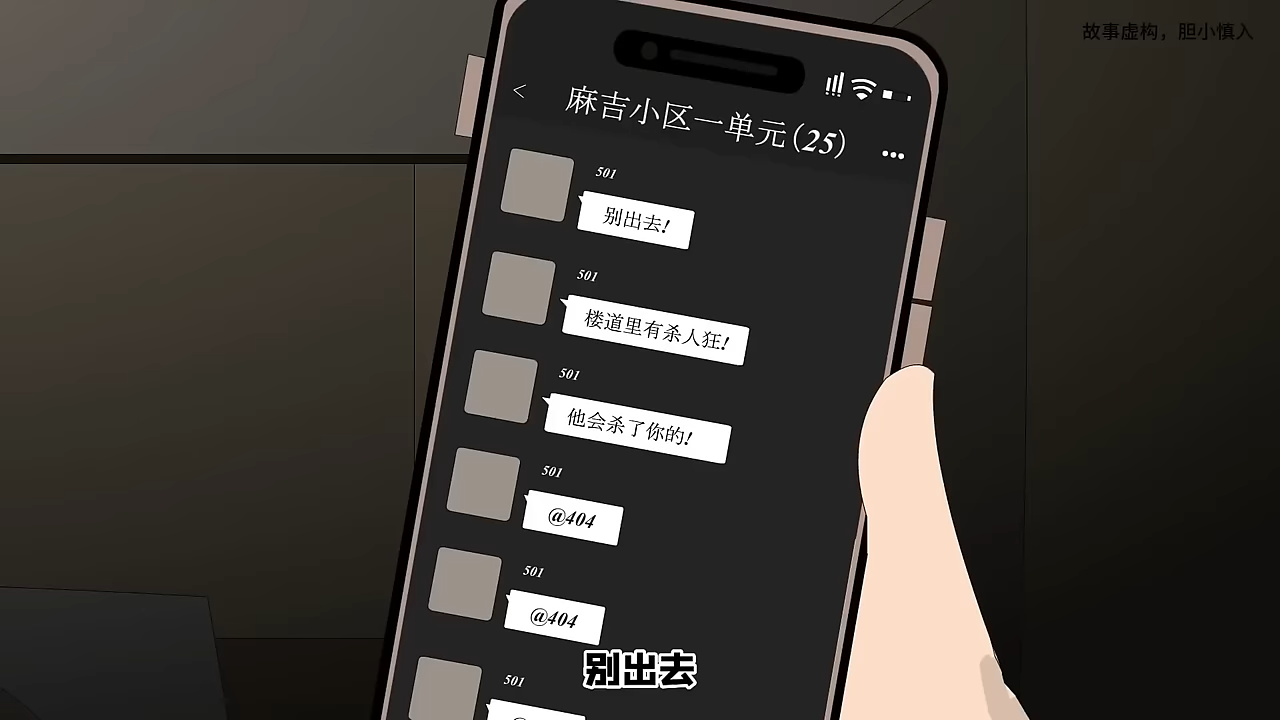 故事虚构，胆小慎入
麻吉小区一单元(25)
501
别出去!
501
楼道里有杀人狂!
501
他会杀了你的!
501
@404
501
@404
501
别出去